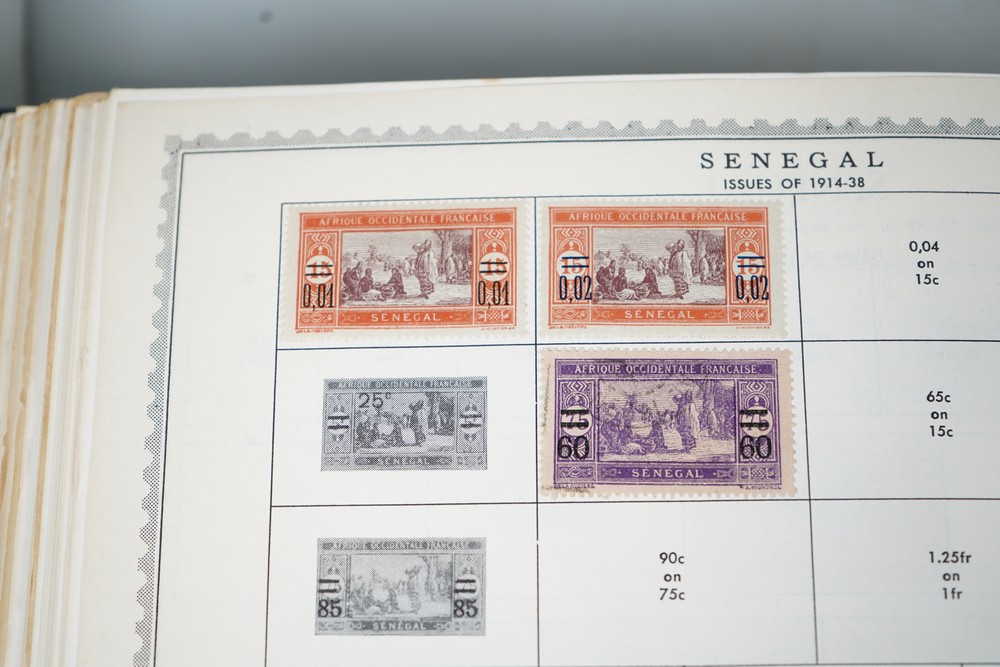 SENEGAL
ISSUES OF 1914-38
AFRIQUE OCCIDENTALE FRANÇAISE
15 15
0,01 0,01
SÉNÉGAL
AFRIQUE OCCIDENTALE FRANÇAISE
15 15
0,02 0,02
SÉNÉGAL
0,04
on
15c
AFRIQUE OCCIDENTALE FRANÇAISE
25c
SÉNÉGAL
AFRIQUE OCCIDENTALE FRANÇAISE
75 75
60 60
SÉNÉGAL
65c
on
15c
AFRIQUE OCCIDENTALE FRANÇAISE
85 85
SÉNÉGAL
90c
on
75c
1.25fr
on
1fr